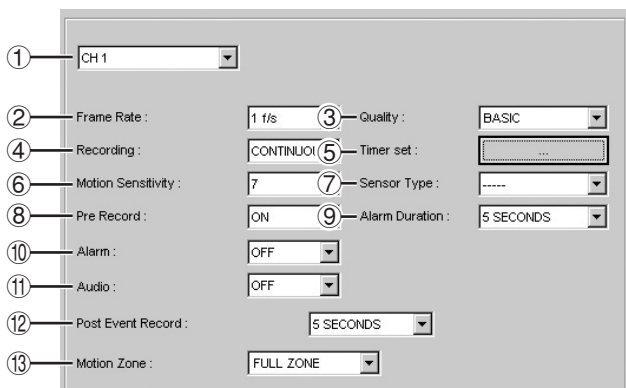 ① CH 1
② Frame Rate : 1 f/s ③ Quality : BASIC
④ Recording : CONTINUO ⑤ Timer set : ...
⑥ Motion Sensitivity : 7 ⑦ Sensor Type : -----
⑧ Pre Record : ON ⑨ Alarm Duration : 5 SECONDS
⑩ Alarm : OFF
⑪ Audio : OFF
⑫ Post Event Record : 5 SECONDS
⑬ Motion Zone : FULL ZONE